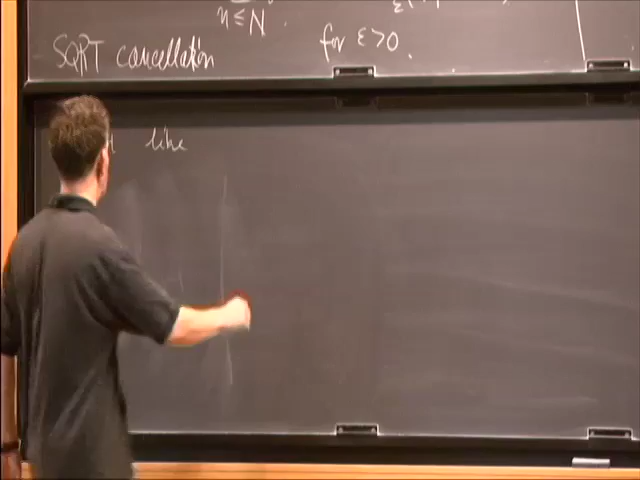 n ≤ N .
SQRT cancellation
for ε > 0 .
like